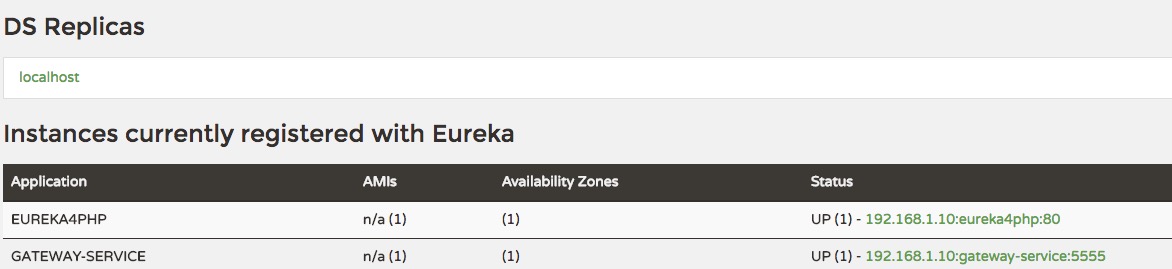 DS Replicas
localhost
Instances currently registered with Eureka
Application AMIs Availability Zones Status
EUREKA4PHP n/a (1) (1) UP (1) - 192.168.1.10:eureka4php:80
GATEWAY-SERVICE n/a (1) (1) UP (1) - 192.168.1.10:gateway-service:5555